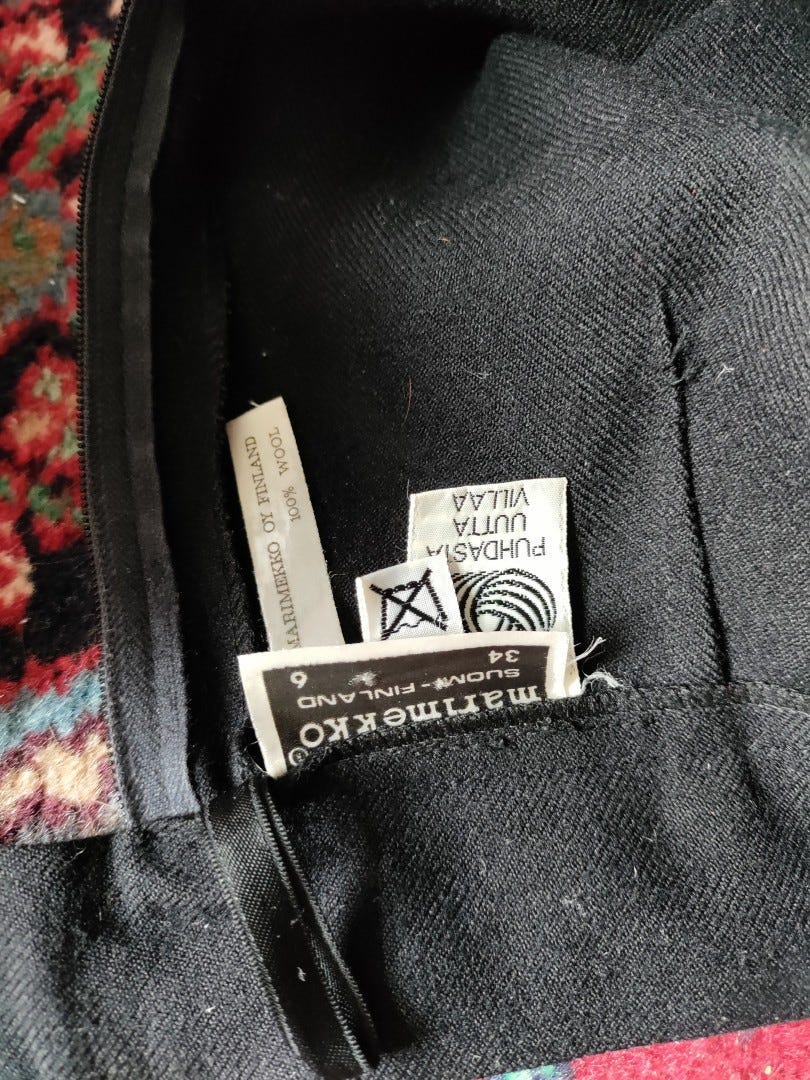 marimekko®
SUOMI-FINLAND
34 6
PUHDASTA
UUTTA
VILLAA
MARIMEKKO OY FINLAND
100% WOOL